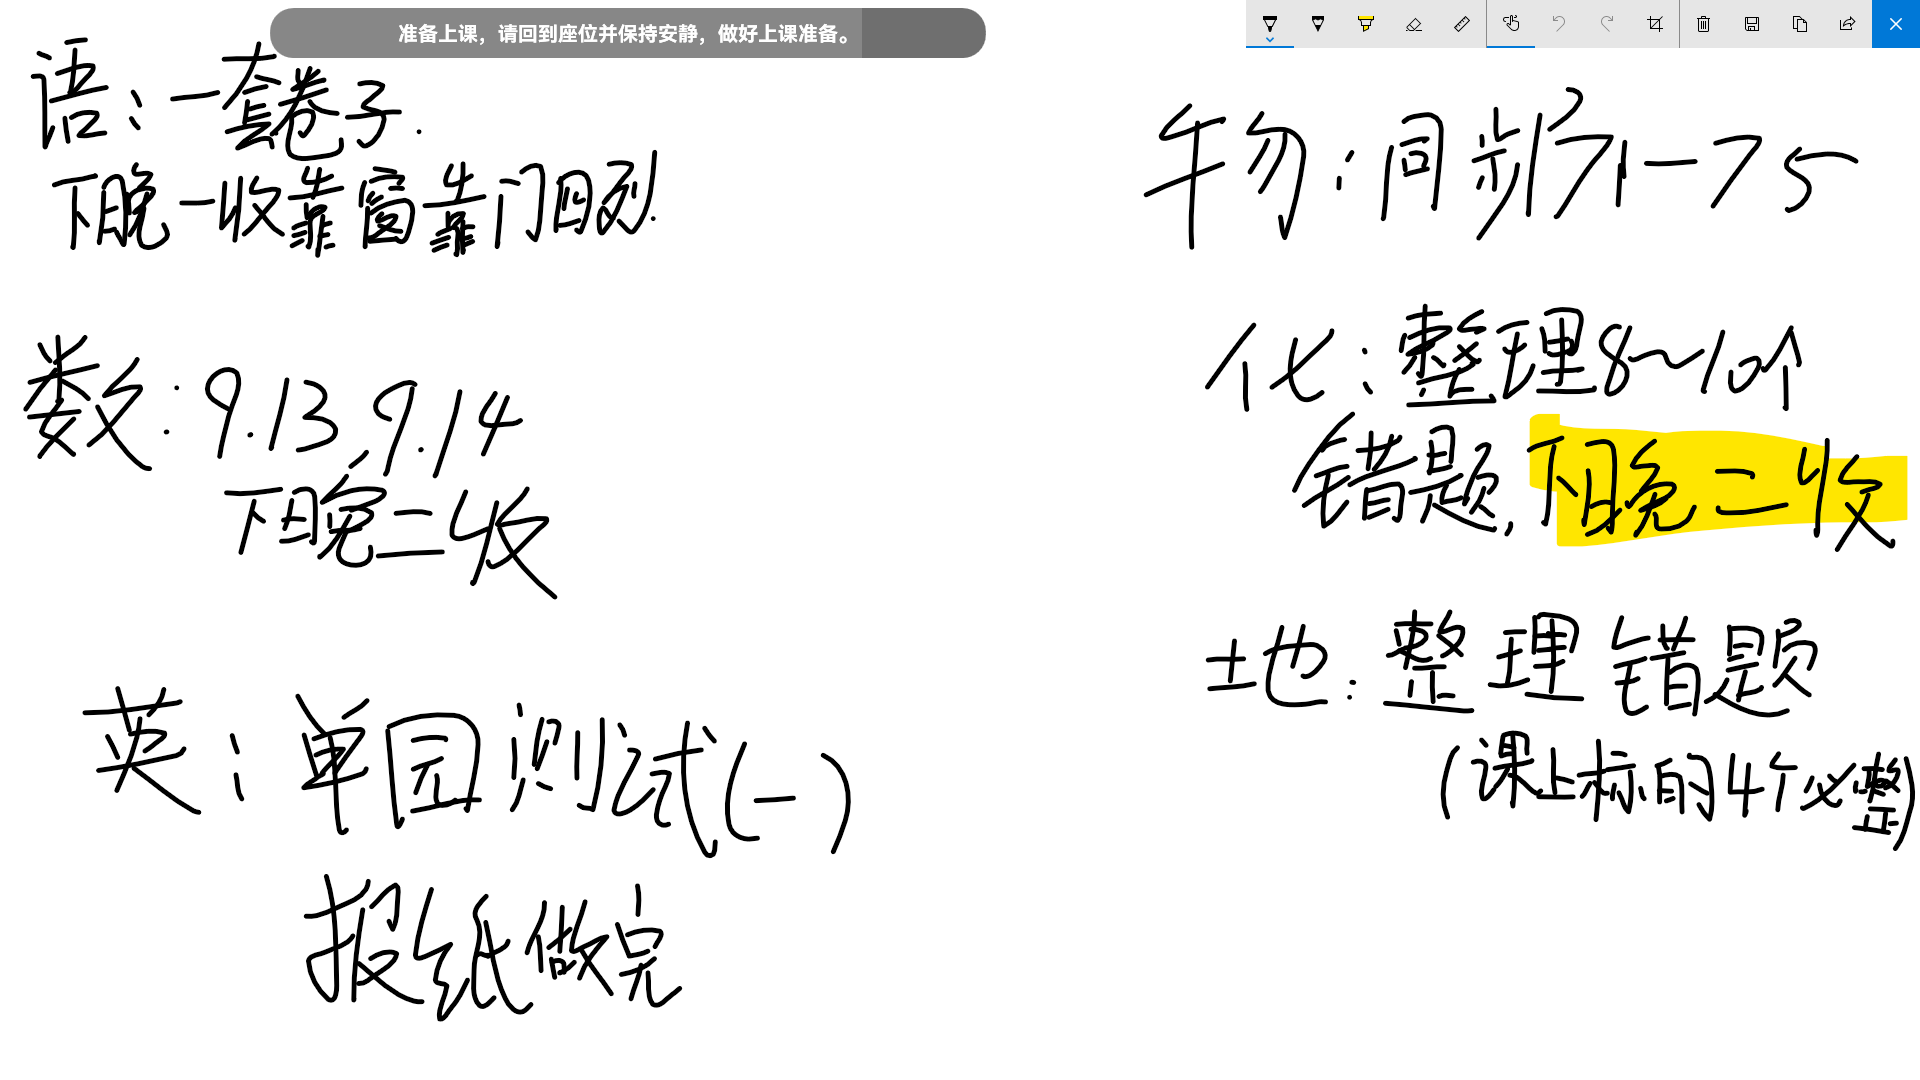 准备上课，请回到座位并保持安静，做好上课准备。
语：一套卷子.
下晚一收靠窗靠门四列.
数：9.13，9.14
下晚二收
英：单园测试(一)
报纸做完
物：同步71-75
化：整理8~10个
错题，下晚二收
地：整理错题
(课上标的4个必整)